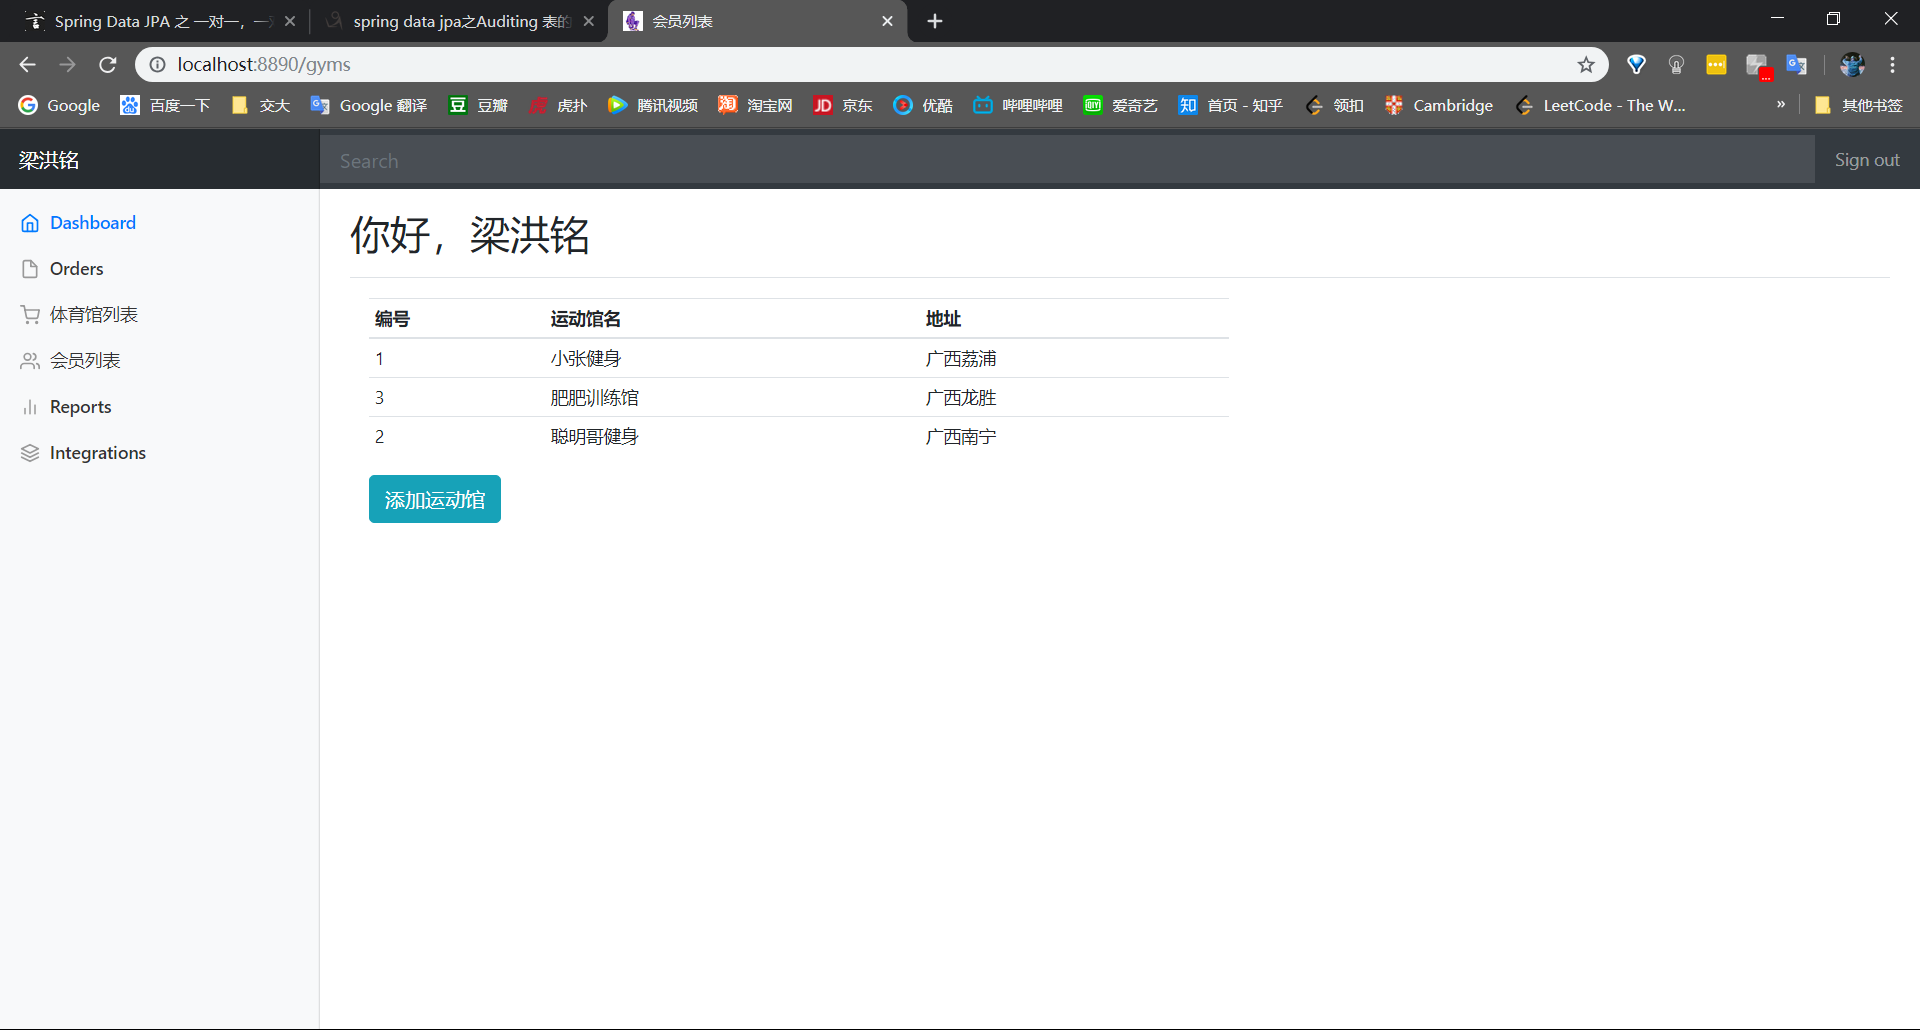 Spring Data JPA 之 一对一，一对
spring data jpa之Auditing 表的
会员列表
localhost:8890/gyms
Google
百度一下
交大
Google 翻译
豆瓣
虎扑
腾讯视频
淘宝网
京东
优酷
哔哩哔哩
爱奇艺
首页 - 知乎
领扣
Cambridge
LeetCode - The W...
»
其他书签
梁洪铭
Search
Sign out
Dashboard
Orders
体育馆列表
会员列表
Reports
Integrations
你好，梁洪铭
编号 运动馆名 地址
1 小张健身 广西荔浦
3 肥肥训练馆 广西龙胜
2 聪明哥健身 广西南宁
添加运动馆